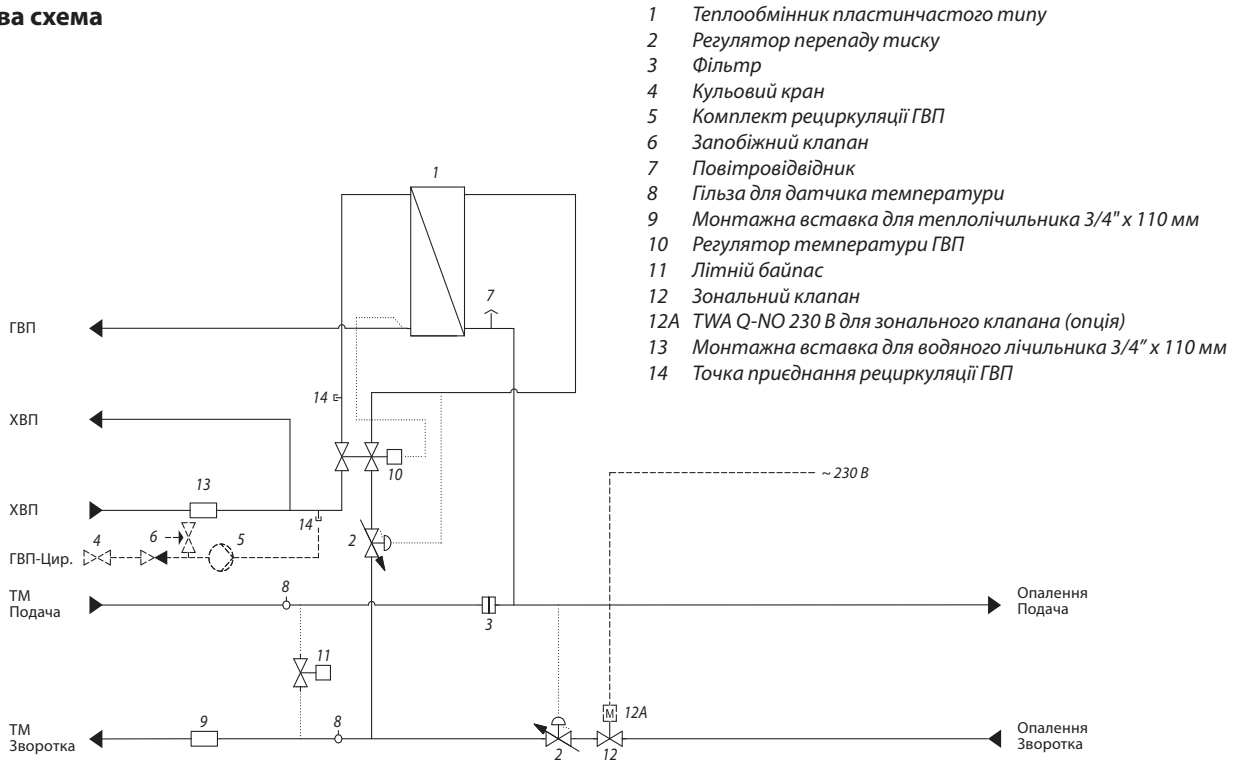 ва схема
1 Теплообмінник пластинчастого типу
2 Регулятор перепаду тиску
3 Фільтр
4 Кульовий кран
5 Комплект рециркуляції ГВП
6 Запобіжний клапан
7 Повітровідвідник
8 Гільза для датчика температури
9 Монтажна вставка для теплолічильника 3/4" x 110 мм
10 Регулятор температури ГВП
11 Літній байпас
12 Зональний клапан
12A TWA Q-NO 230 В для зонального клапана (опція)
13 Монтажна вставка для водяного лічильника 3/4″ x 110 мм
14 Точка приєднання рециркуляції ГВП
1
7
ГВП
14
ХВП
10
~ 230 В
13
ХВП
14
4
6
5
2
ГВП-Цир.
8
ТМ
Подача
3
Опалення
Подача
11
M
12A
9
8
ТМ
Зворотка
2
12
Опалення
Зворотка